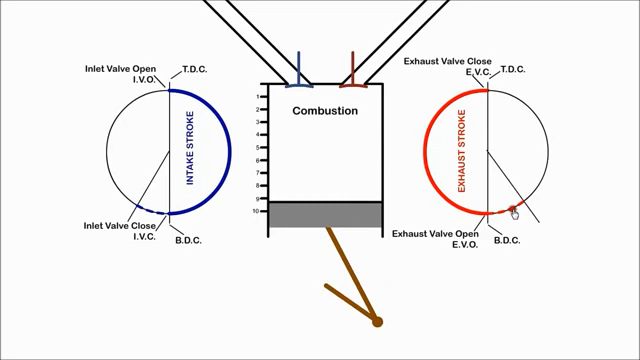 Inlet Valve Open
I.V.O.
T.D.C.
INTAKE STROKE
Inlet Valve Close
I.V.C.
B.D.C.
Combustion
1
2
3
4
5
6
7
8
9
10
Exhaust Valve Close
E.V.C.
T.D.C.
EXHAUST STROKE
Exhaust Valve Open
E.V.O.
B.D.C.